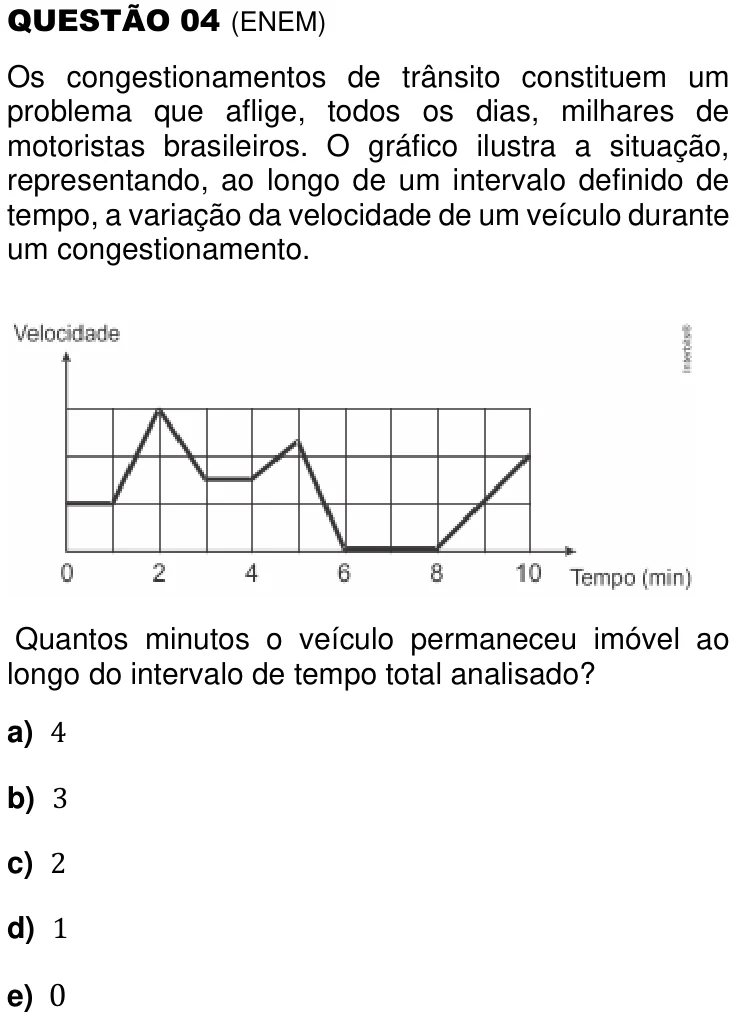 QUESTÃO 04 (ENEM)
Os congestionamentos de trânsito constituem um
problema que aflige, todos os dias, milhares de
motoristas brasileiros. O gráfico ilustra a situação,
representando, ao longo de um intervalo definido de
tempo, a variação da velocidade de um veículo durante
um congestionamento.
Velocidade
interbits®
0 2 4 6 8 10 Tempo (min)
Quantos minutos o veículo permaneceu imóvel ao
longo do intervalo de tempo total analisado?
a) 4
b) 3
c) 2
d) 1
e) 0